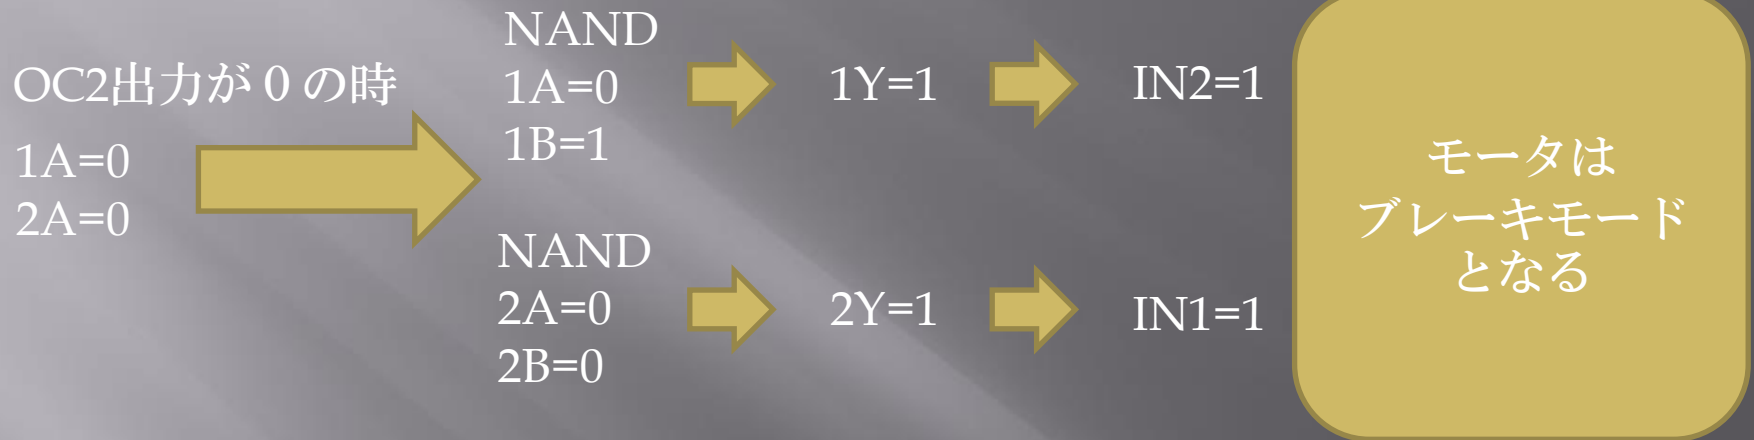 OC2出力が０の時
1A=0
2A=0
NAND
1A=0
1B=1
1Y=1
IN2=1
NAND
2A=0
2B=0
2Y=1
IN1=1
モータは
ブレーキモード
となる